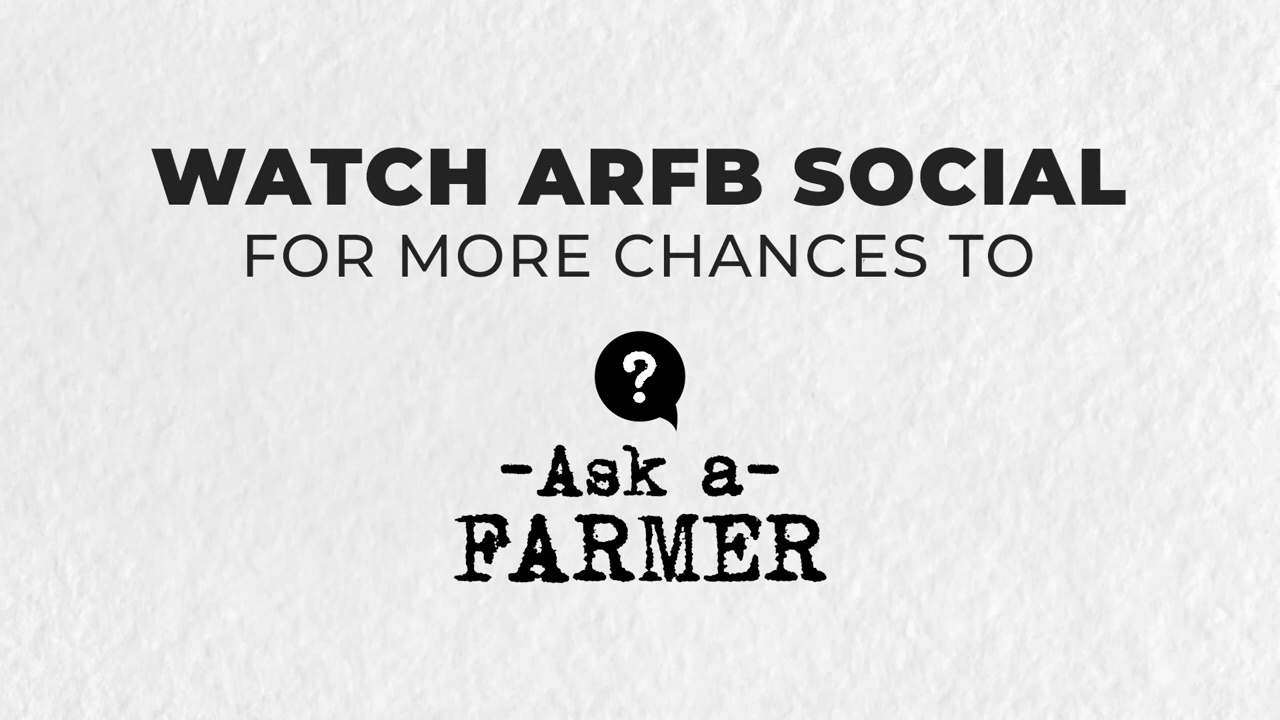 WATCH ARFB SOCIAL
FOR MORE CHANCES TO
?
-Ask a-
FARMER